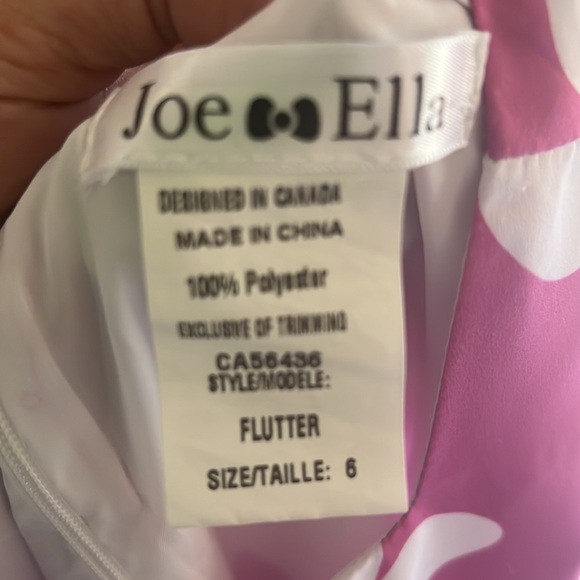 Joe Ella
DESIGNED IN CANADA
MADE IN CHINA
100% Polyester
EXCLUSIVE OF TRIMMING
CA56436
STYLE/MODÈLE:
FLUTTER
SIZE/TAILLE: 6